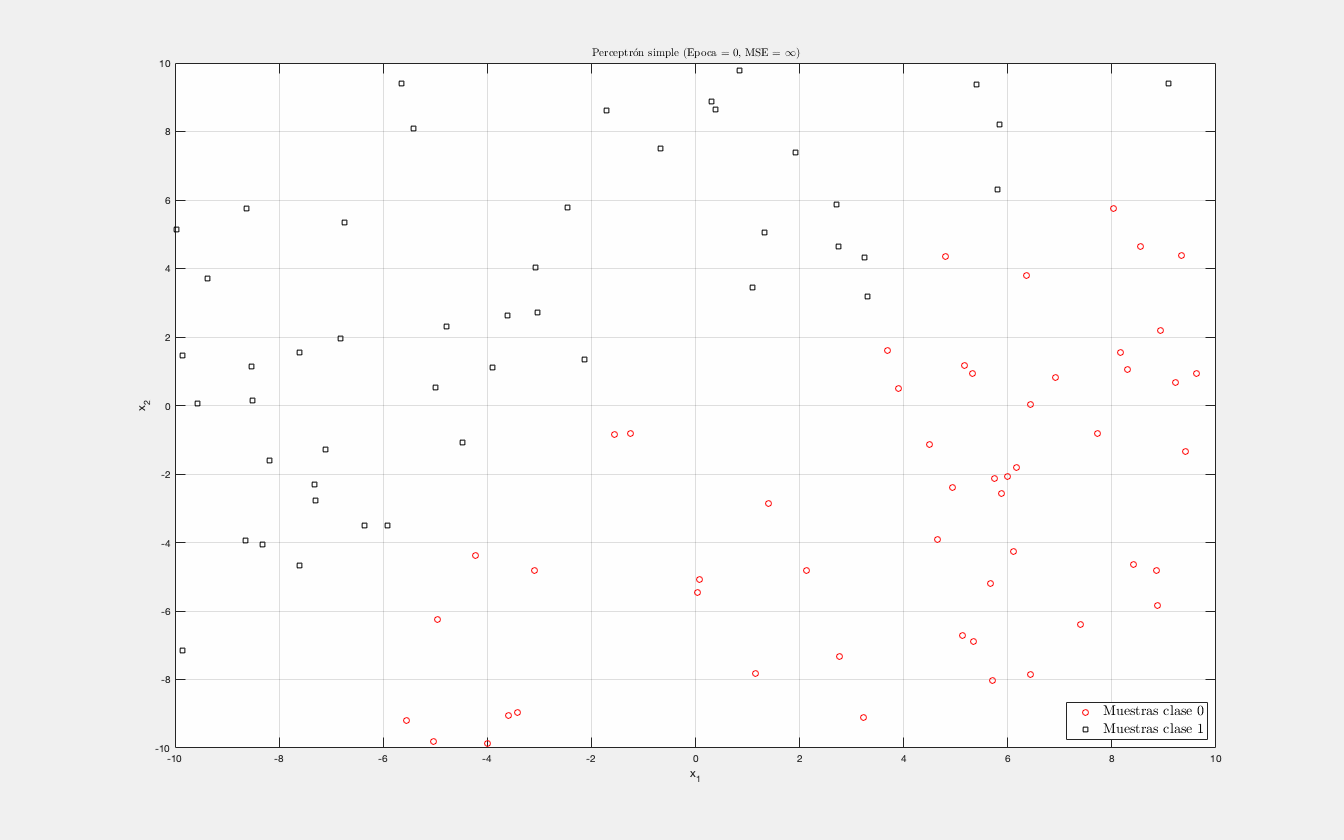 Perceptrón simple (Epoca = 0, MSE = ∞)
10
8
6
4
2
0
-2
-4
-6
-8
-10
x2
-10 -8 -6 -4 -2 0 2 4 6 8 10
x1
Muestras clase 0
Muestras clase 1